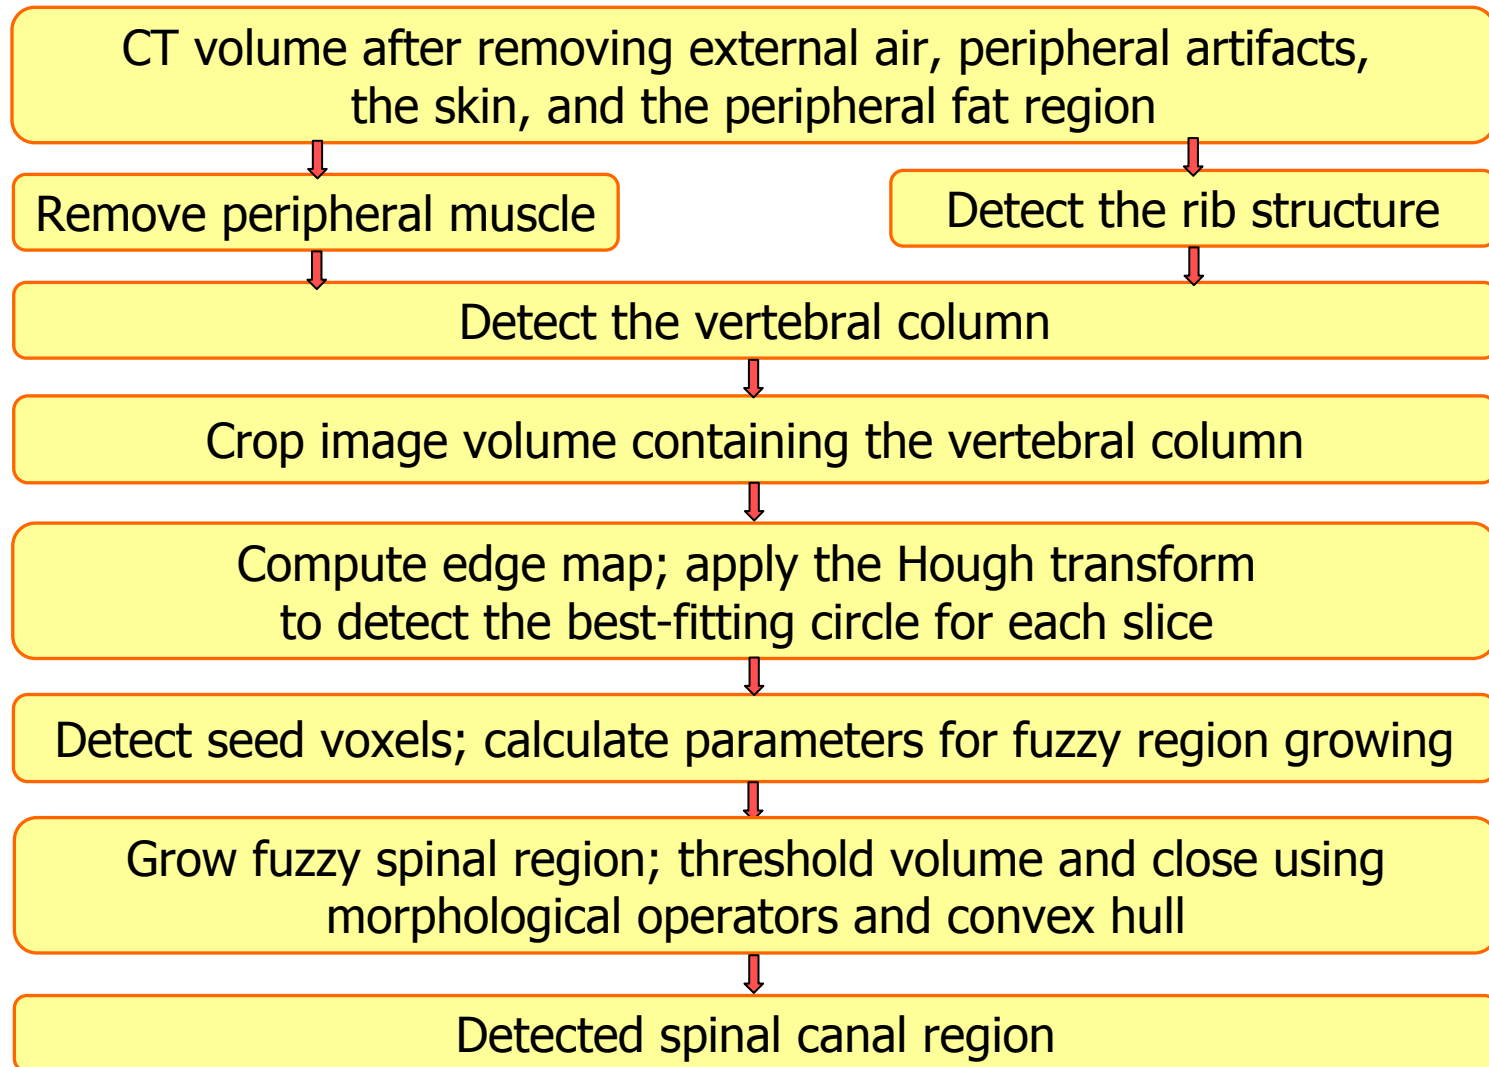 CT volume after removing external air, peripheral artifacts,
the skin, and the peripheral fat region
Remove peripheral muscle
Detect the rib structure
Detect the vertebral column
Crop image volume containing the vertebral column
Compute edge map; apply the Hough transform
to detect the best-fitting circle for each slice
Detect seed voxels; calculate parameters for fuzzy region growing
Grow fuzzy spinal region; threshold volume and close using
morphological operators and convex hull
Detected spinal canal region